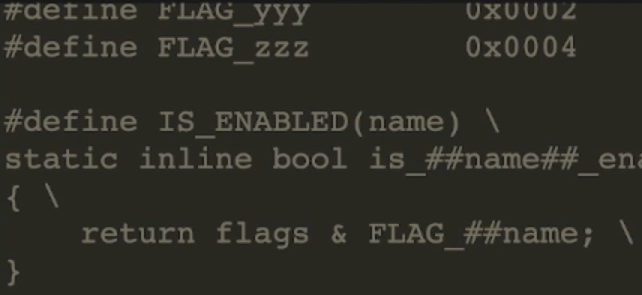 #define FLAG_yyy 0x0002
#define FLAG_zzz 0x0004
#define IS_ENABLED(name) \
static inline bool is_##name##_ena
{ \
return flags & FLAG_##name; \
}